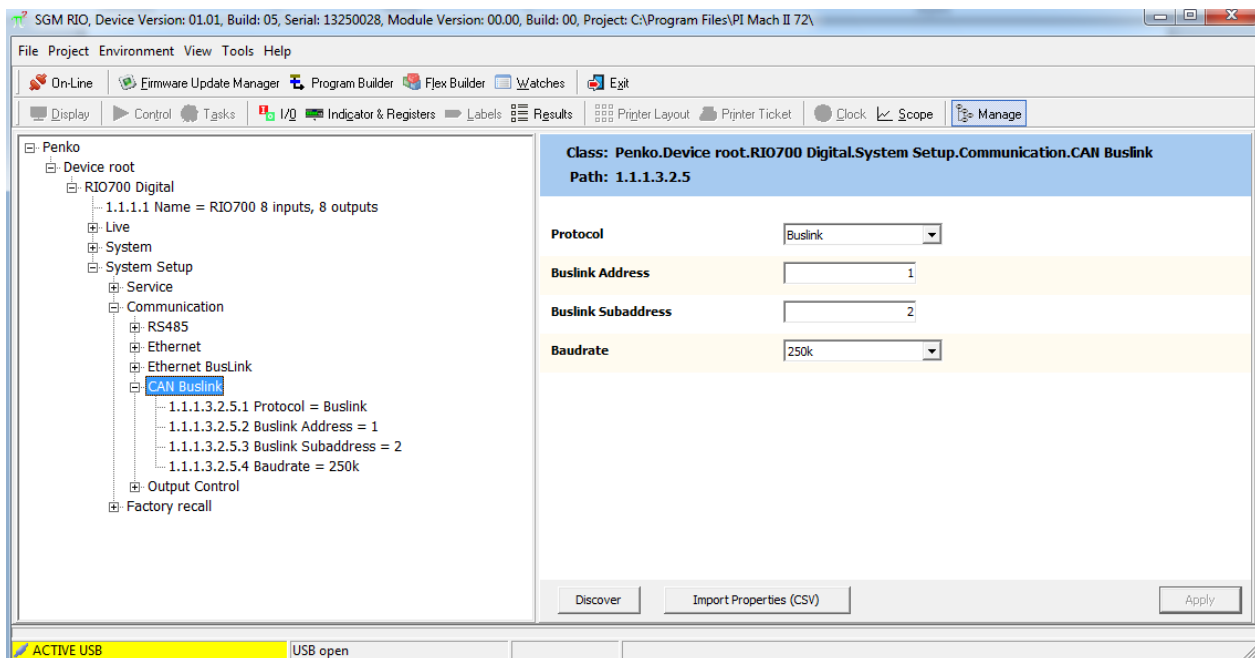 SGM RIO, Device Version: 01.01, Build: 05, Serial: 13250028, Module Version: 00.00, Build: 00, Project: C:\Program Files\PI Mach II 72\
File Project Environment View Tools Help
On-Line Firmware Update Manager Program Builder Flex Builder Watches Exit
Display Control Tasks I/O Indicator & Registers Labels Results Printer Layout Printer Ticket Clock Scope Manage
Penko
Device root
RIO700 Digital
1.1.1.1 Name = RIO700 8 inputs, 8 outputs
Live
System
System Setup
Service
Communication
RS485
Ethernet
Ethernet BusLink
CAN Buslink
1.1.1.3.2.5.1 Protocol = Buslink
1.1.1.3.2.5.2 Buslink Address = 1
1.1.1.3.2.5.3 Buslink Subaddress = 2
1.1.1.3.2.5.4 Baudrate = 250k
Output Control
Factory recall
Class: Penko.Device root.RIO700 Digital.System Setup.Communication.CAN Buslink
Path: 1.1.1.3.2.5
Protocol Buslink
Buslink Address 1
Buslink Subaddress 2
Baudrate 250k
Discover Import Properties (CSV) Apply
ACTIVE USB USB open